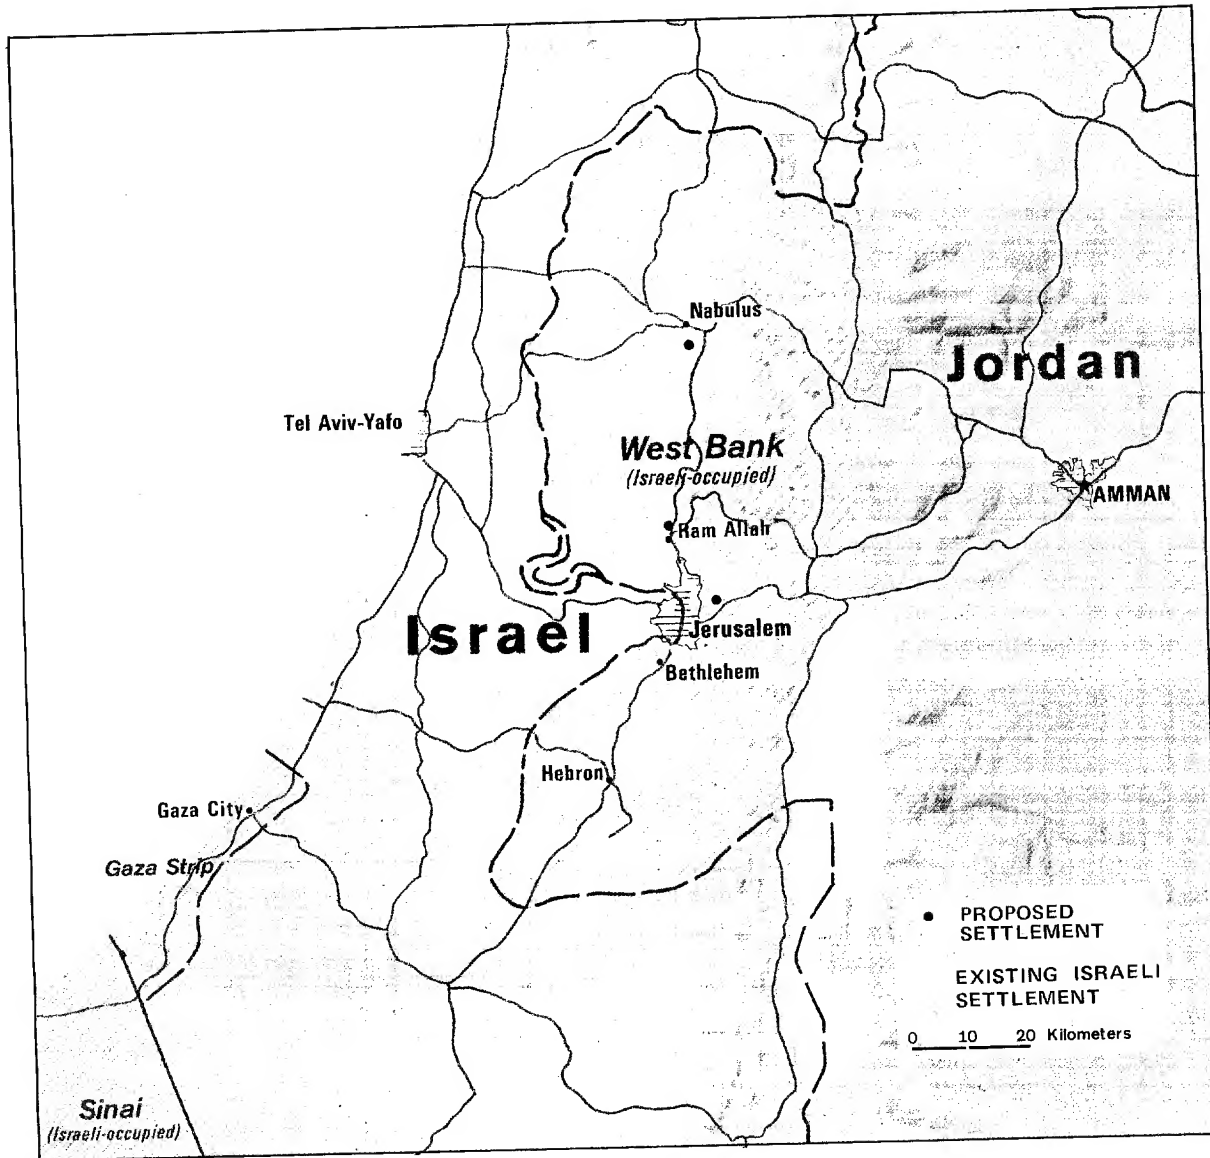 Nabulus
Jordan
Tel Aviv-Yafo
West Bank
(Israeli-occupied)
AMMAN
Ram Allah
Israel
Jerusalem
Bethlehem
Hebron
Gaza City
Gaza Strip
PROPOSED
SETTLEMENT
EXISTING ISRAELI
SETTLEMENT
0 10 20 Kilometers
Sinai
(Israeli-occupied)